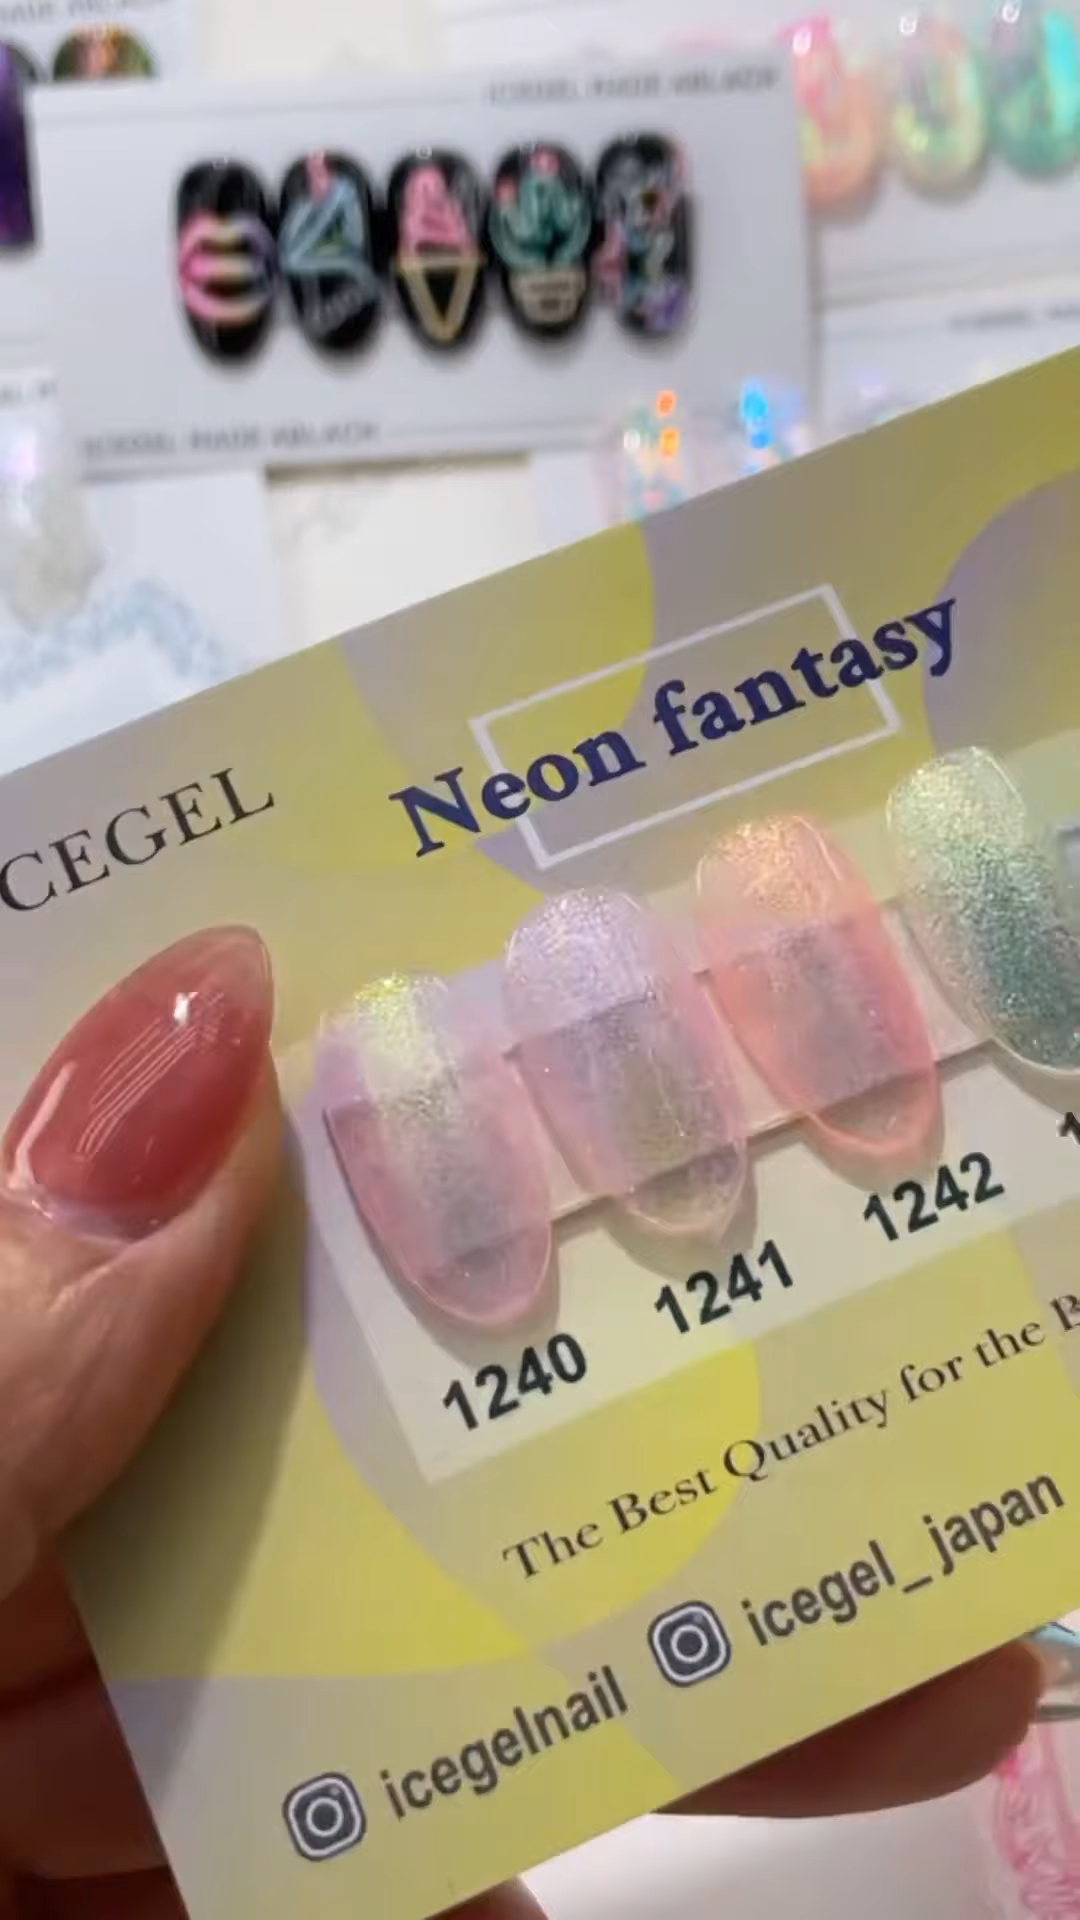 CEGEL
Neon fantasy
1240
1241
1242
The Best Quality for the
icegelnail
icegel_japan